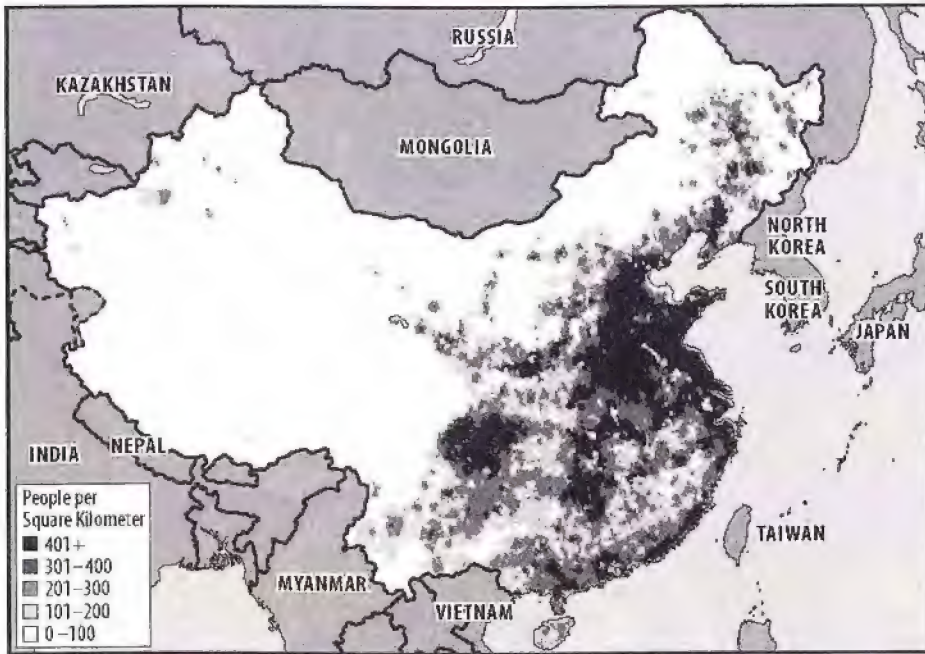 RUSSIA
KAZAKHSTAN
MONGOLIA
NORTH
KOREA
SOUTH
KOREA
JAPAN
INDIA
NEPAL
People per
Square Kilometer
401+
301–400
201–300
101–200
0–100
TAIWAN
MYANMAR
VIETNAM